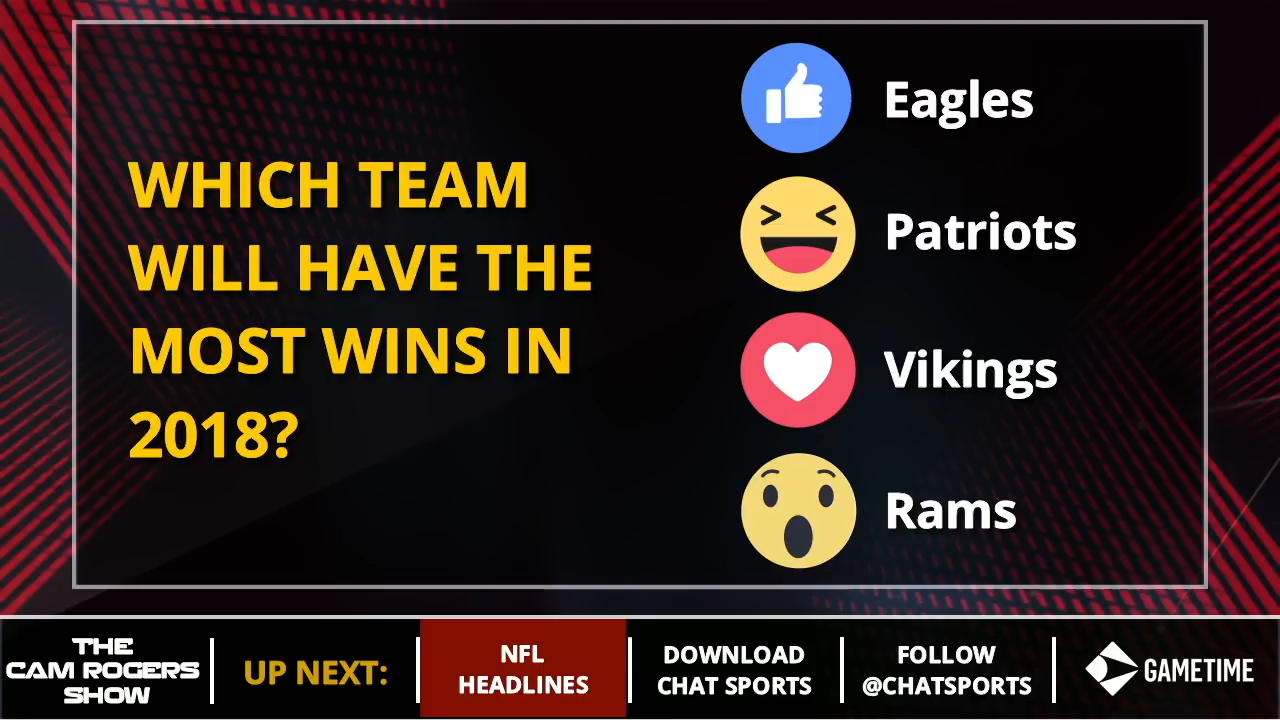 WHICH TEAM
WILL HAVE THE
MOST WINS IN
2018?
Eagles
Patriots
Vikings
Rams
THE
CAM ROGERS
SHOW
UP NEXT:
NFL
HEADLINES
DOWNLOAD
CHAT SPORTS
FOLLOW
@CHATSPORTS
GAMETIME